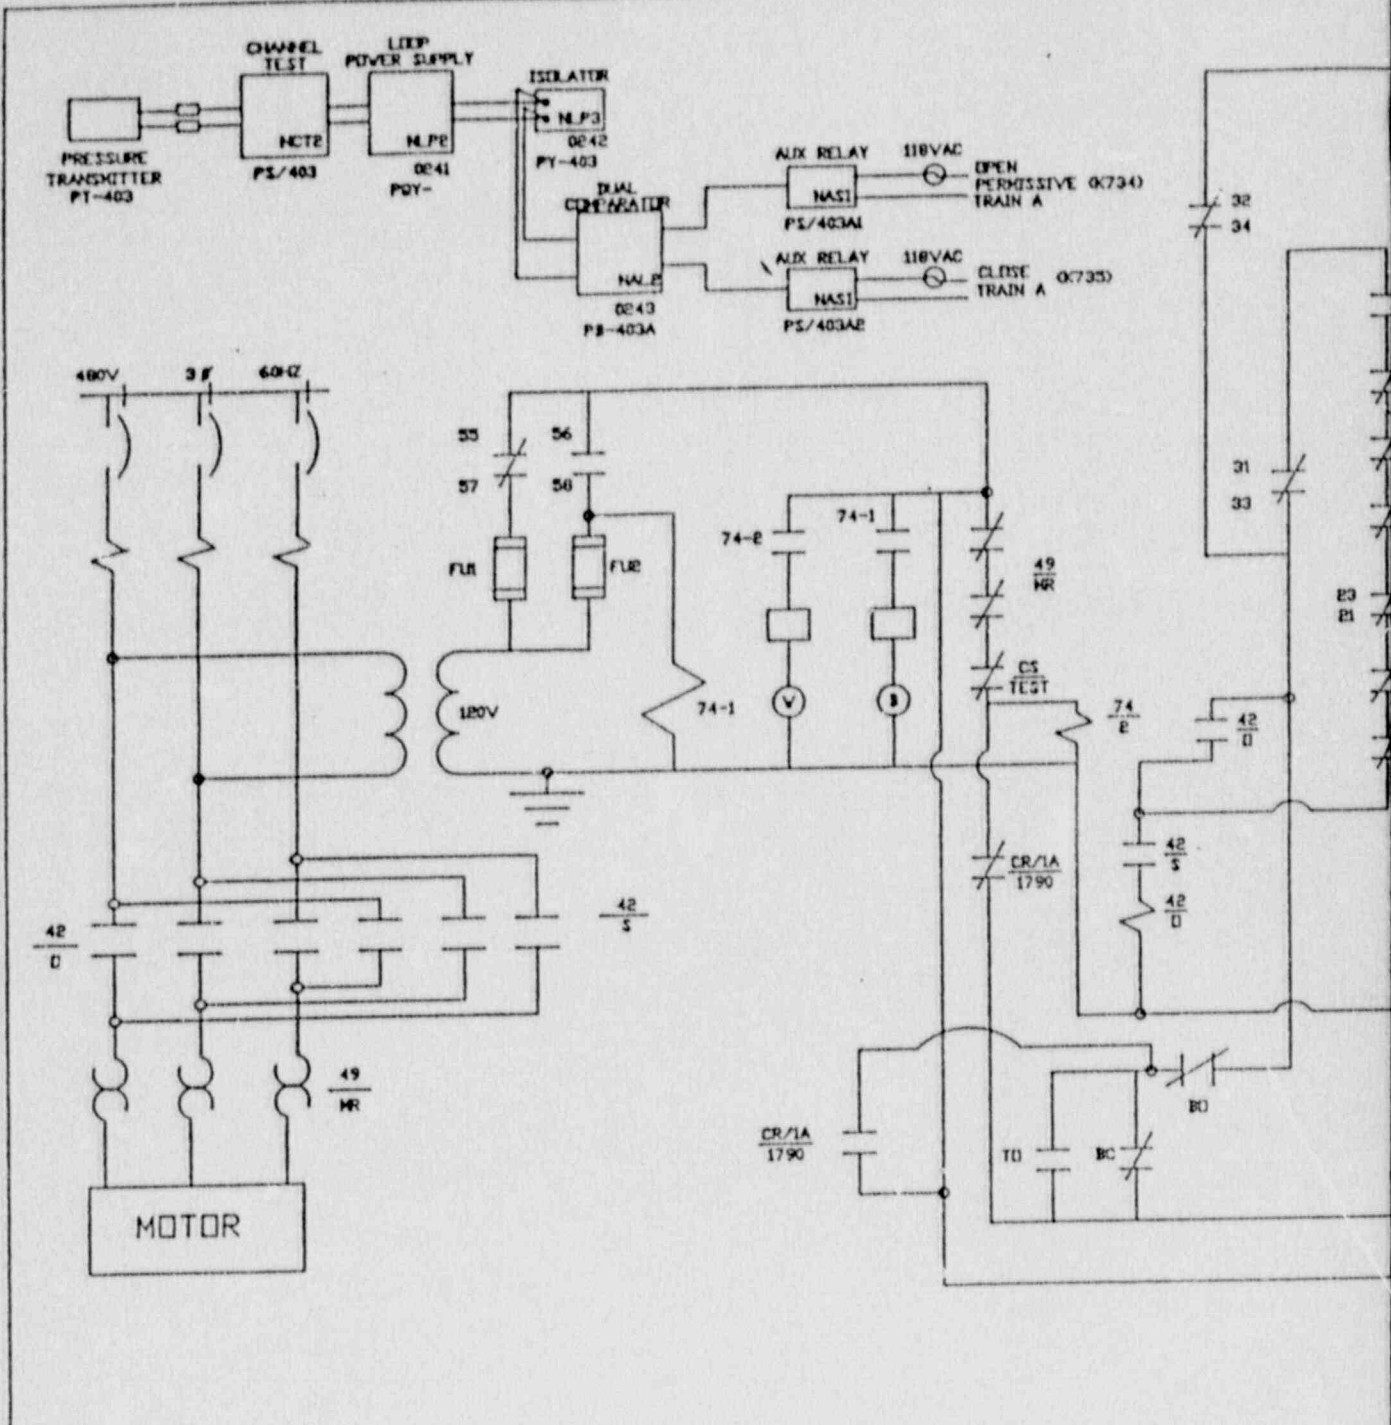 CHANNEL
TEST
LOOP
POWER SUPPLY
ISOLATOR
NCT2
NLP2
NLP3
PRESSURE
TRANSMITTER
PT-403
PS/403
0241
PQY-
0242
PY-403
DUAL
COMPARATOR
NAL2
0243
PB-403A
AUX RELAY
118VAC
NAS1
PS/403A1
OPEN
PERMISSIVE (K734)
TRAIN A
AUX RELAY
118VAC
NAS1
PS/403A2
CLOSE (K735)
TRAIN A
32
34
480V
3 Ø
60HZ
55
57
56
58
FU1
FU2
74-2
74-1
49
MR
31
33
23
21
120V
74-1
W
CS
TEST
74
2
42
O
42
S
42
O
CR/1A
1790
42
O
42
S
49
MR
CR/1A
1790
TO
BC
BO
MOTOR